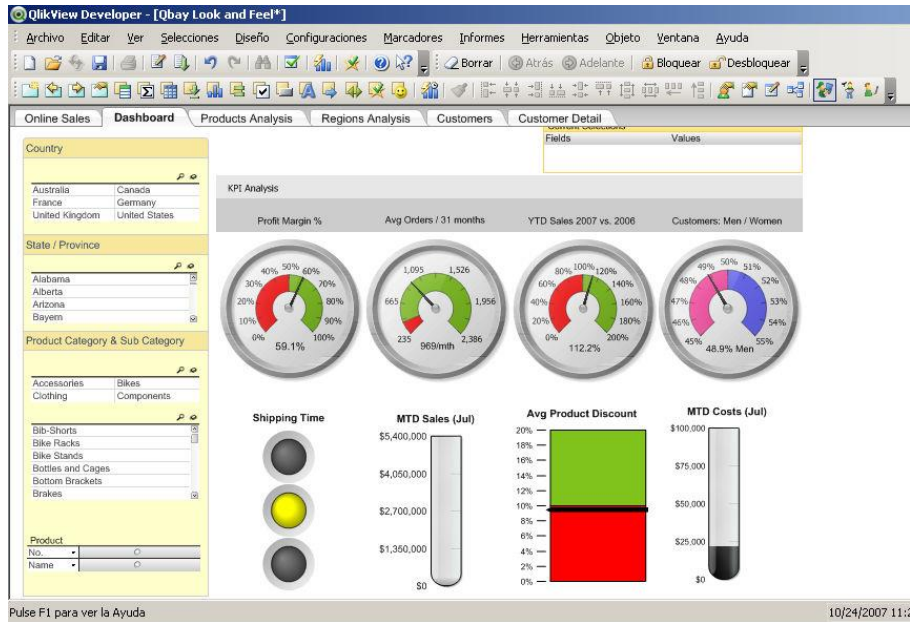 QlikView Developer - [Qbay Look and Feel*]
Archivo Editar Ver Selecciones Diseño Configuraciones Marcadores Informes Herramientas Objeto Ventana Ayuda
Borrar Atrás Adelante Bloquear Desbloquear
Online Sales Dashboard Products Analysis Regions Analysis Customers Customer Detail
Current Selections
Fields Values
Country
Australia Canada
France Germany
United Kingdom United States
State / Province
Alabama
Alberta
Arizona
Bayern
Product Category & Sub Category
Accessories Bikes
Clothing Components
Bib-Shorts
Bike Racks
Bike Stands
Bottles and Cages
Bottom Brackets
Brakes
Product
No.
Name
KPI Analysis
Profit Margin %
0% 10% 20% 30% 40% 50% 60% 70% 80% 90% 100%
59.1%
Avg Orders / 31 months
235 665 1,095 1,526 1,956 2,386
969/mth
YTD Sales 2007 vs. 2006
0% 20% 40% 60% 80% 100% 120% 140% 160% 180% 200%
112.2%
Customers: Men / Women
45% 46% 47% 48% 49% 50% 51% 52% 53% 54% 55%
48.9% Men
Shipping Time
MTD Sales (Jul)
$5,400,000
$4,050,000
$2,700,000
$1,350,000
$0
Avg Product Discount
20%
18%
16%
14%
12%
10%
8%
6%
4%
2%
0%
MTD Costs (Jul)
$100,000
$75,000
$50,000
$25,000
$0
Pulse F1 para ver la Ayuda
10/24/2007 11:2